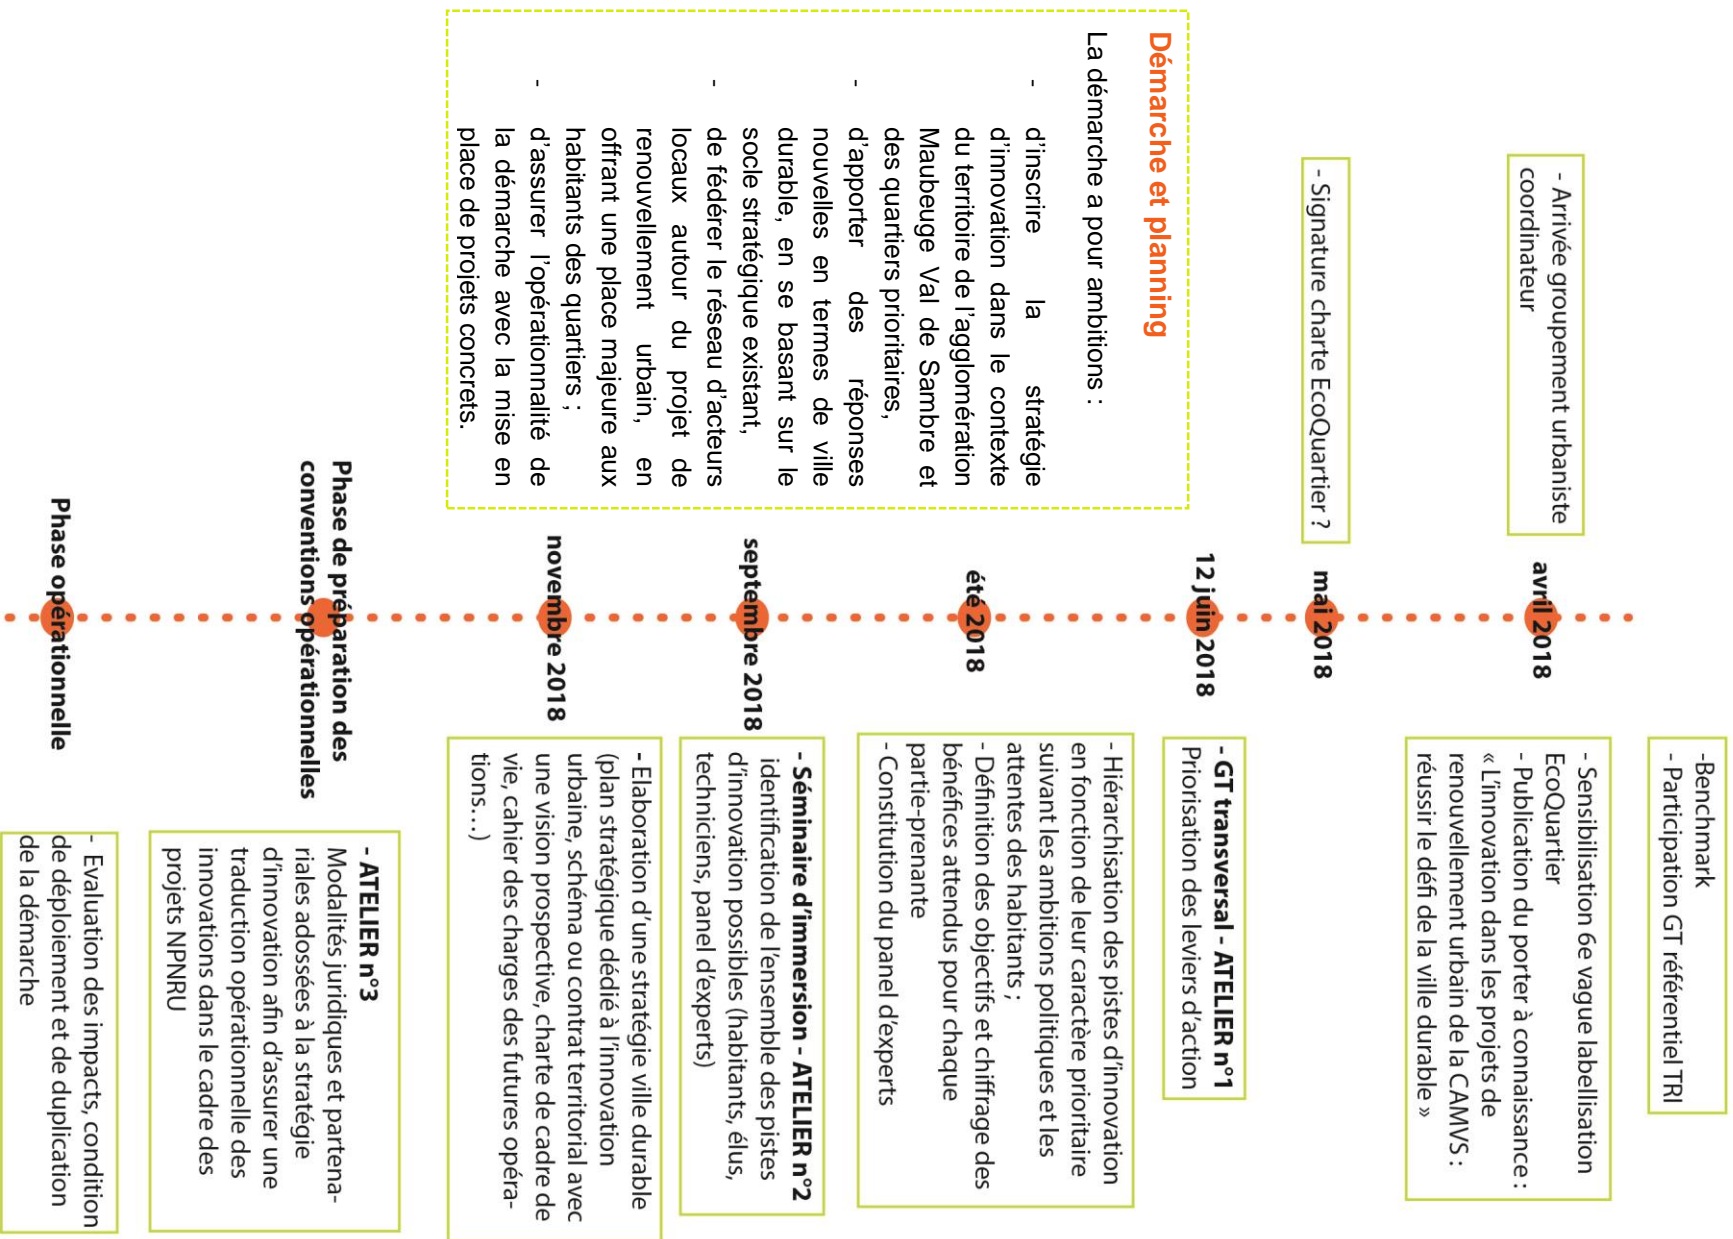 -Benchmark
- Participation GT référentiel TRI
- Arrivée groupement urbaniste
coordinateur
avril 2018
- Sensibilisation 6e vague labellisation
EcoQuartier
- Publication du porter à connaissance :
« L'innovation dans les projets de
renouvellement urbain de la CAMVS :
réussir le défi de la ville durable »
- Signature charte EcoQuartier ?
mai 2018
12 juin 2018
- GT transversal - ATELIER n°1
Priorisation des leviers d'action
Démarche et planning
La démarche a pour ambitions :
- d'inscrire la stratégie
d'innovation dans le contexte
du territoire de l'agglomération
Maubeuge Val de Sambre et
des quartiers prioritaires,
- d'apporter des réponses
nouvelles en termes de ville
durable, en se basant sur le
socle stratégique existant,
- de fédérer le réseau d'acteurs
locaux autour du projet de
renouvellement urbain, en
offrant une place majeure aux
habitants des quartiers ;
- d'assurer l'opérationnalité de
la démarche avec la mise en
place de projets concrets.
été 2018
- Hiérarchisation des pistes d'innovation
en fonction de leur caractère prioritaire
suivant les ambitions politiques et les
attentes des habitants ;
- Définition des objectifs et chiffrage des
bénéfices attendus pour chaque
partie-prenante
- Constitution du panel d'experts
septembre 2018
- Séminaire d'immersion - ATELIER n°2
identification de l'ensemble des pistes
d'innovation possibles (habitants, élus,
techniciens, panel d'experts)
novembre 2018
- Elaboration d'une stratégie ville durable
(plan stratégique dédié à l'innovation
urbaine, schéma ou contrat territorial avec
une vision prospective, charte de cadre de
vie, cahier des charges des futures opéra-
tions…)
Phase de préparation des
conventions opérationnelles
- ATELIER n°3
Modalités juridiques et partena-
riales adossées à la stratégie
d'innovation afin d'assurer une
traduction opérationnelle des
innovations dans le cadre des
projets NPNRU
Phase opérationnelle
- Evaluation des impacts, condition
de déploiement et de duplication
de la démarche